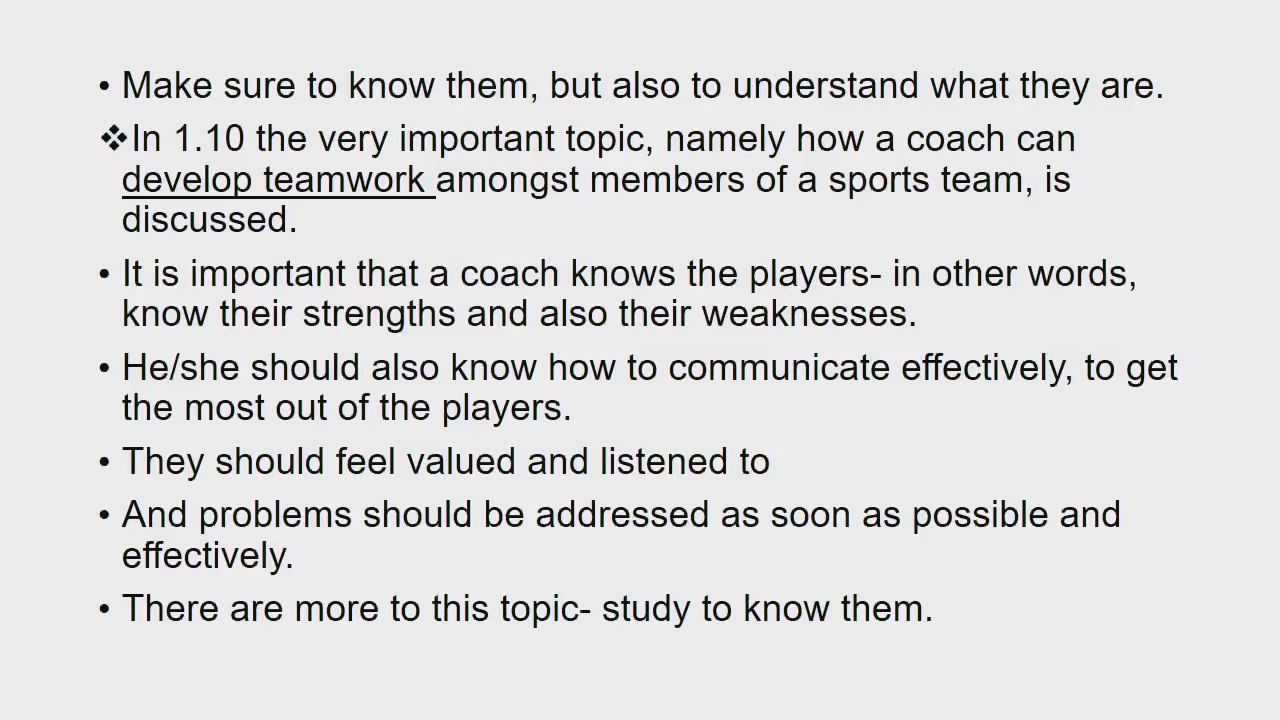 • Make sure to know them, but also to understand what they are.
❖In 1.10 the very important topic, namely how a coach can
develop teamwork amongst members of a sports team, is
discussed.
• It is important that a coach knows the players- in other words,
know their strengths and also their weaknesses.
• He/she should also know how to communicate effectively, to get
the most out of the players.
• They should feel valued and listened to
• And problems should be addressed as soon as possible and
effectively.
• There are more to this topic- study to know them.